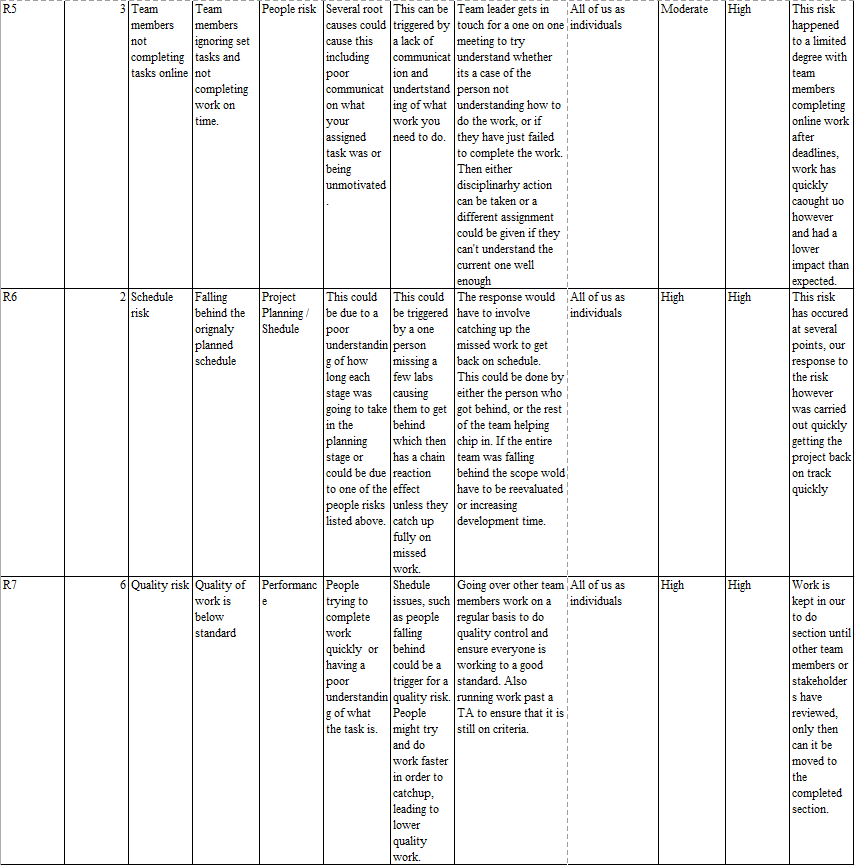 R5
3
Team
members
not
completing
tasks online
Team
members
ignoring set
tasks and
not
completing
work on
time.
People risk
Several root
causes could
cause this
including
poor
communicat
on what
your
assigned
task was or
being
unmotivated
.
This can be
triggered by
a lack of
communicat
ion and
undertstand
ing of what
work you
need to do.
Team leader gets in
touch for a one on one
meeting to try
understand whether
its a case of the
person not
understanding how to
do the work, or if
they have just failed
to complete the work.
Then either
disciplinarhy action
can be taken or a
different assignment
could be given if they
can't understand the
current one well
enough
All of us as
individuals
Moderate
High
This risk
happened
to a limited
degree with
team
members
completing
online work
after
deadlines,
work has
quickly
caought uo
however
and had a
lower
impact than
expected.
R6
2
Schedule
risk
Falling
behind the
orignaly
planned
schedule
Project
Planning /
Shedule
This could
be due to a
poor
understandin
g of how
long each
stage was
going to take
in the
planning
stage or
could be due
to one of the
people risks
listed above.
This could
be triggered
by a one
person
missing a
few labs
causing
them to get
behind
which then
has a chain
reaction
effect
unless they
catch up
fully on
missed
work.
The response would
have to involve
catching up the
missed work to get
back on schedule.
This could be done by
either the person who
got behind, or the rest
of the team helping
chip in. If the entire
team was falling
behind the scope wold
have to be reevaluated
or increasing
development time.
All of us as
individuals
High
High
This risk
has occured
at several
points, our
response to
the risk
however
was carried
out quickly
getting the
project back
on track
quickly
R7
6
Quality risk
Quality of
work is
below
standard
Performanc
e
People
trying to
complete
work
quickly or
having a
poor
understandin
g of what
the task is.
Shedule
issues, such
as people
falling
behind
could be a
trigger for a
quality risk.
People
might try
and do
work faster
in order to
catchup,
leading to
lower
quality
work.
Going over other team
members work on a
regular basis to do
quality control and
ensure everyone is
working to a good
standard. Also
running work past a
TA to ensure that it is
still on criteria.
All of us as
individuals
High
High
Work is
kept in our
to do
section until
other team
members or
stakeholder
s have
reviewed,
only then
can it be
moved to
the
completed
section.